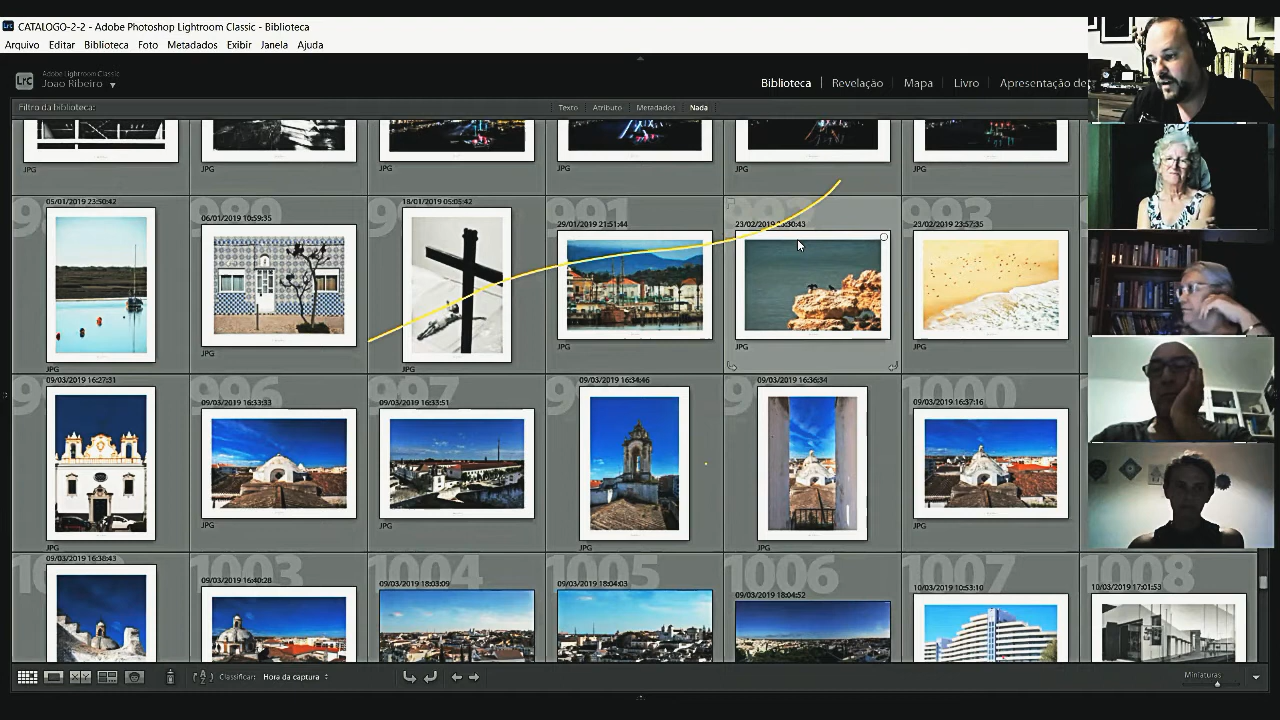 CATALOGO-2-2 - Adobe Photoshop Lightroom Classic - Biblioteca
Arquivo Editar Biblioteca Foto Metadados Exibir Janela Ajuda
LrC
Adobe Lightroom Classic
Joao Ribeiro
Biblioteca Revelação Mapa Livro Apresentação de
Filtro da biblioteca:
Texto Atributo Metadados Nada
JPG JPG JPG JPG JPG JPG
991 993
05/01/2019 23:50:42 06/01/2019 10:59:35 18/01/2019 05:05:42 29/01/2019 21:51:44 23/02/2019 23:57:35
JPG JPG JPG JPG JPG JPG
996 997 1000
09/03/2019 16:27:31 09/03/2019 16:33:33 09/03/2019 16:33:51 09/03/2019 16:34:46 09/03/2019 16:36:34 09/03/2019 16:37:16
JPG JPG JPG JPG JPG JPG
1003 1004 1005 1006 1007 1008
09/03/2019 16:38:43 09/03/2019 16:40:28 09/03/2019 18:03:09 09/03/2019 18:04:03 09/03/2019 18:04:52 10/03/2019 10:53:10 10/03/2019 17:01:53
Classificar: Hora da captura
Miniaturas